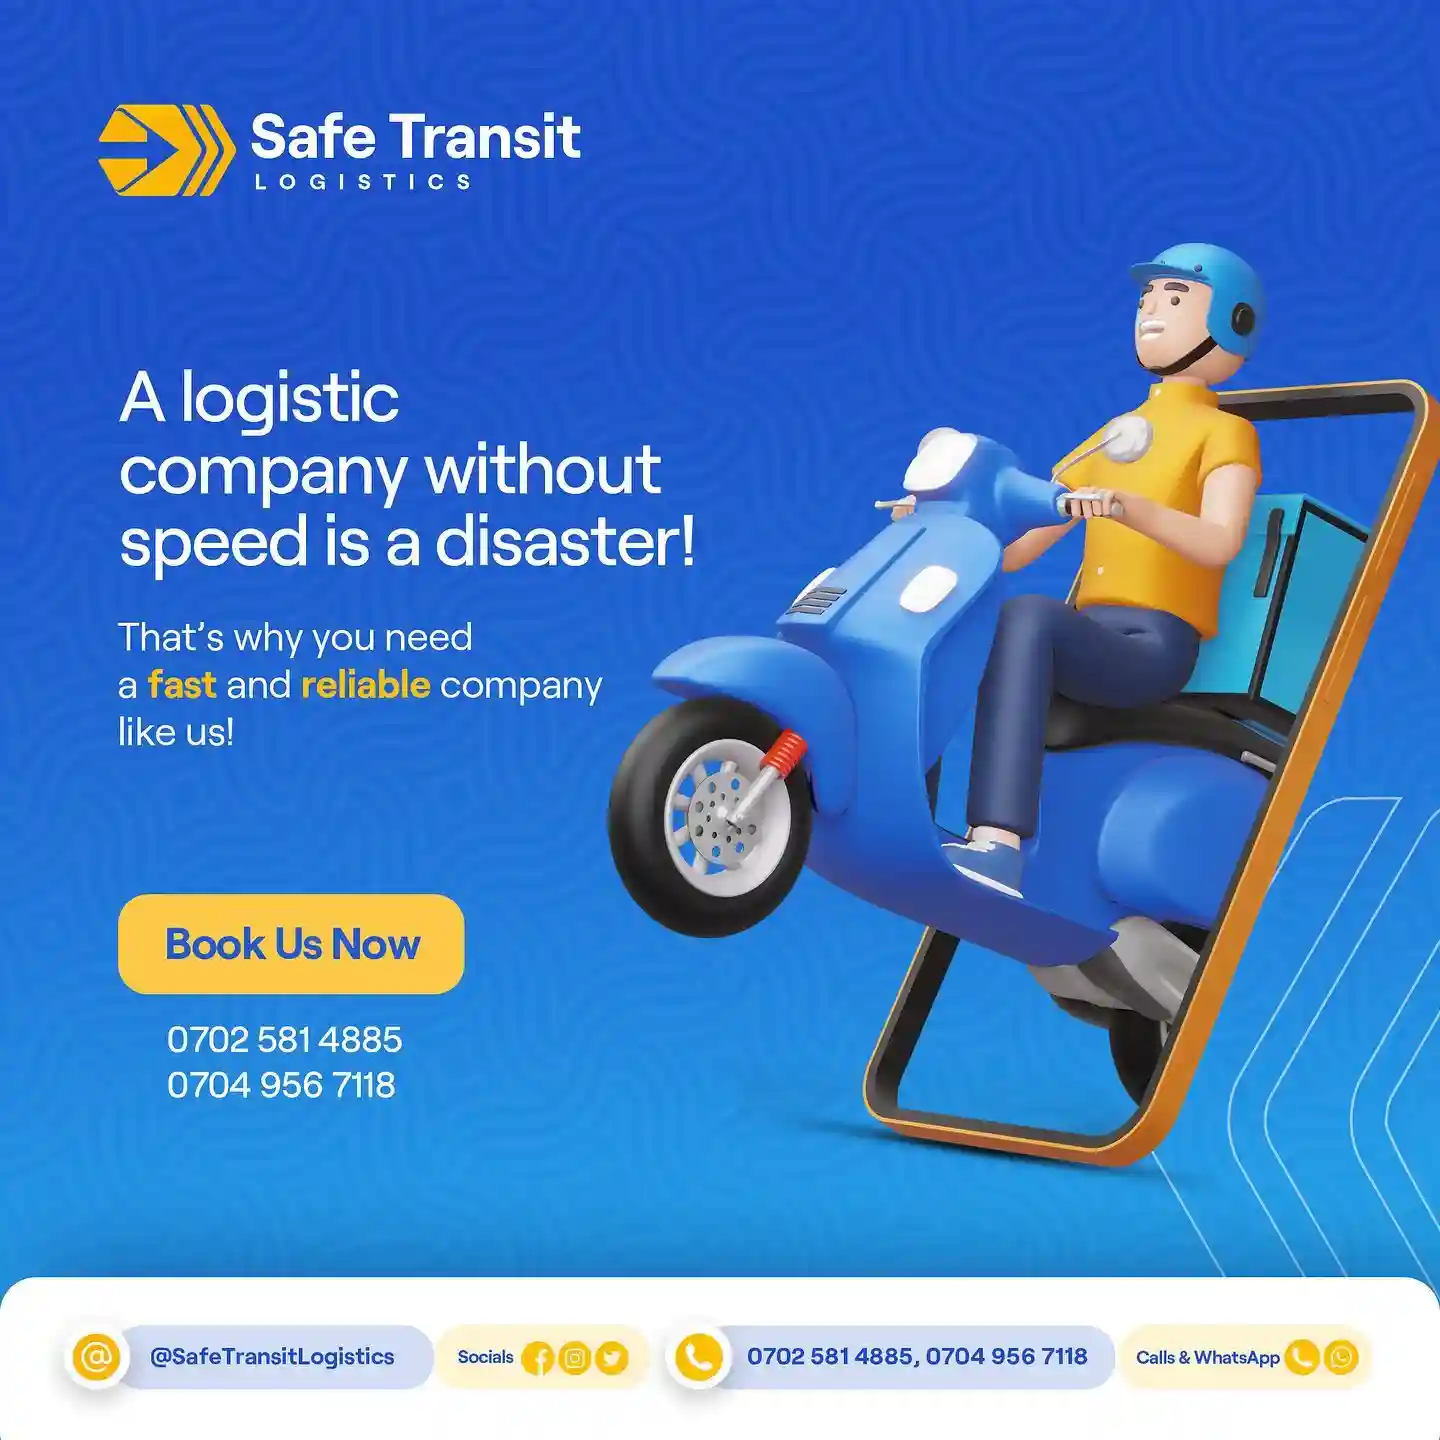 Safe Transit
LOGISTICS
A logistic
company without
speed is a disaster!
That's why you need
a fast and reliable company
like us!
Book Us Now
0702 581 4885
0704 956 7118
@SafeTransitLogistics
Socials
0702 581 4885, 0704 956 7118
Calls & WhatsApp